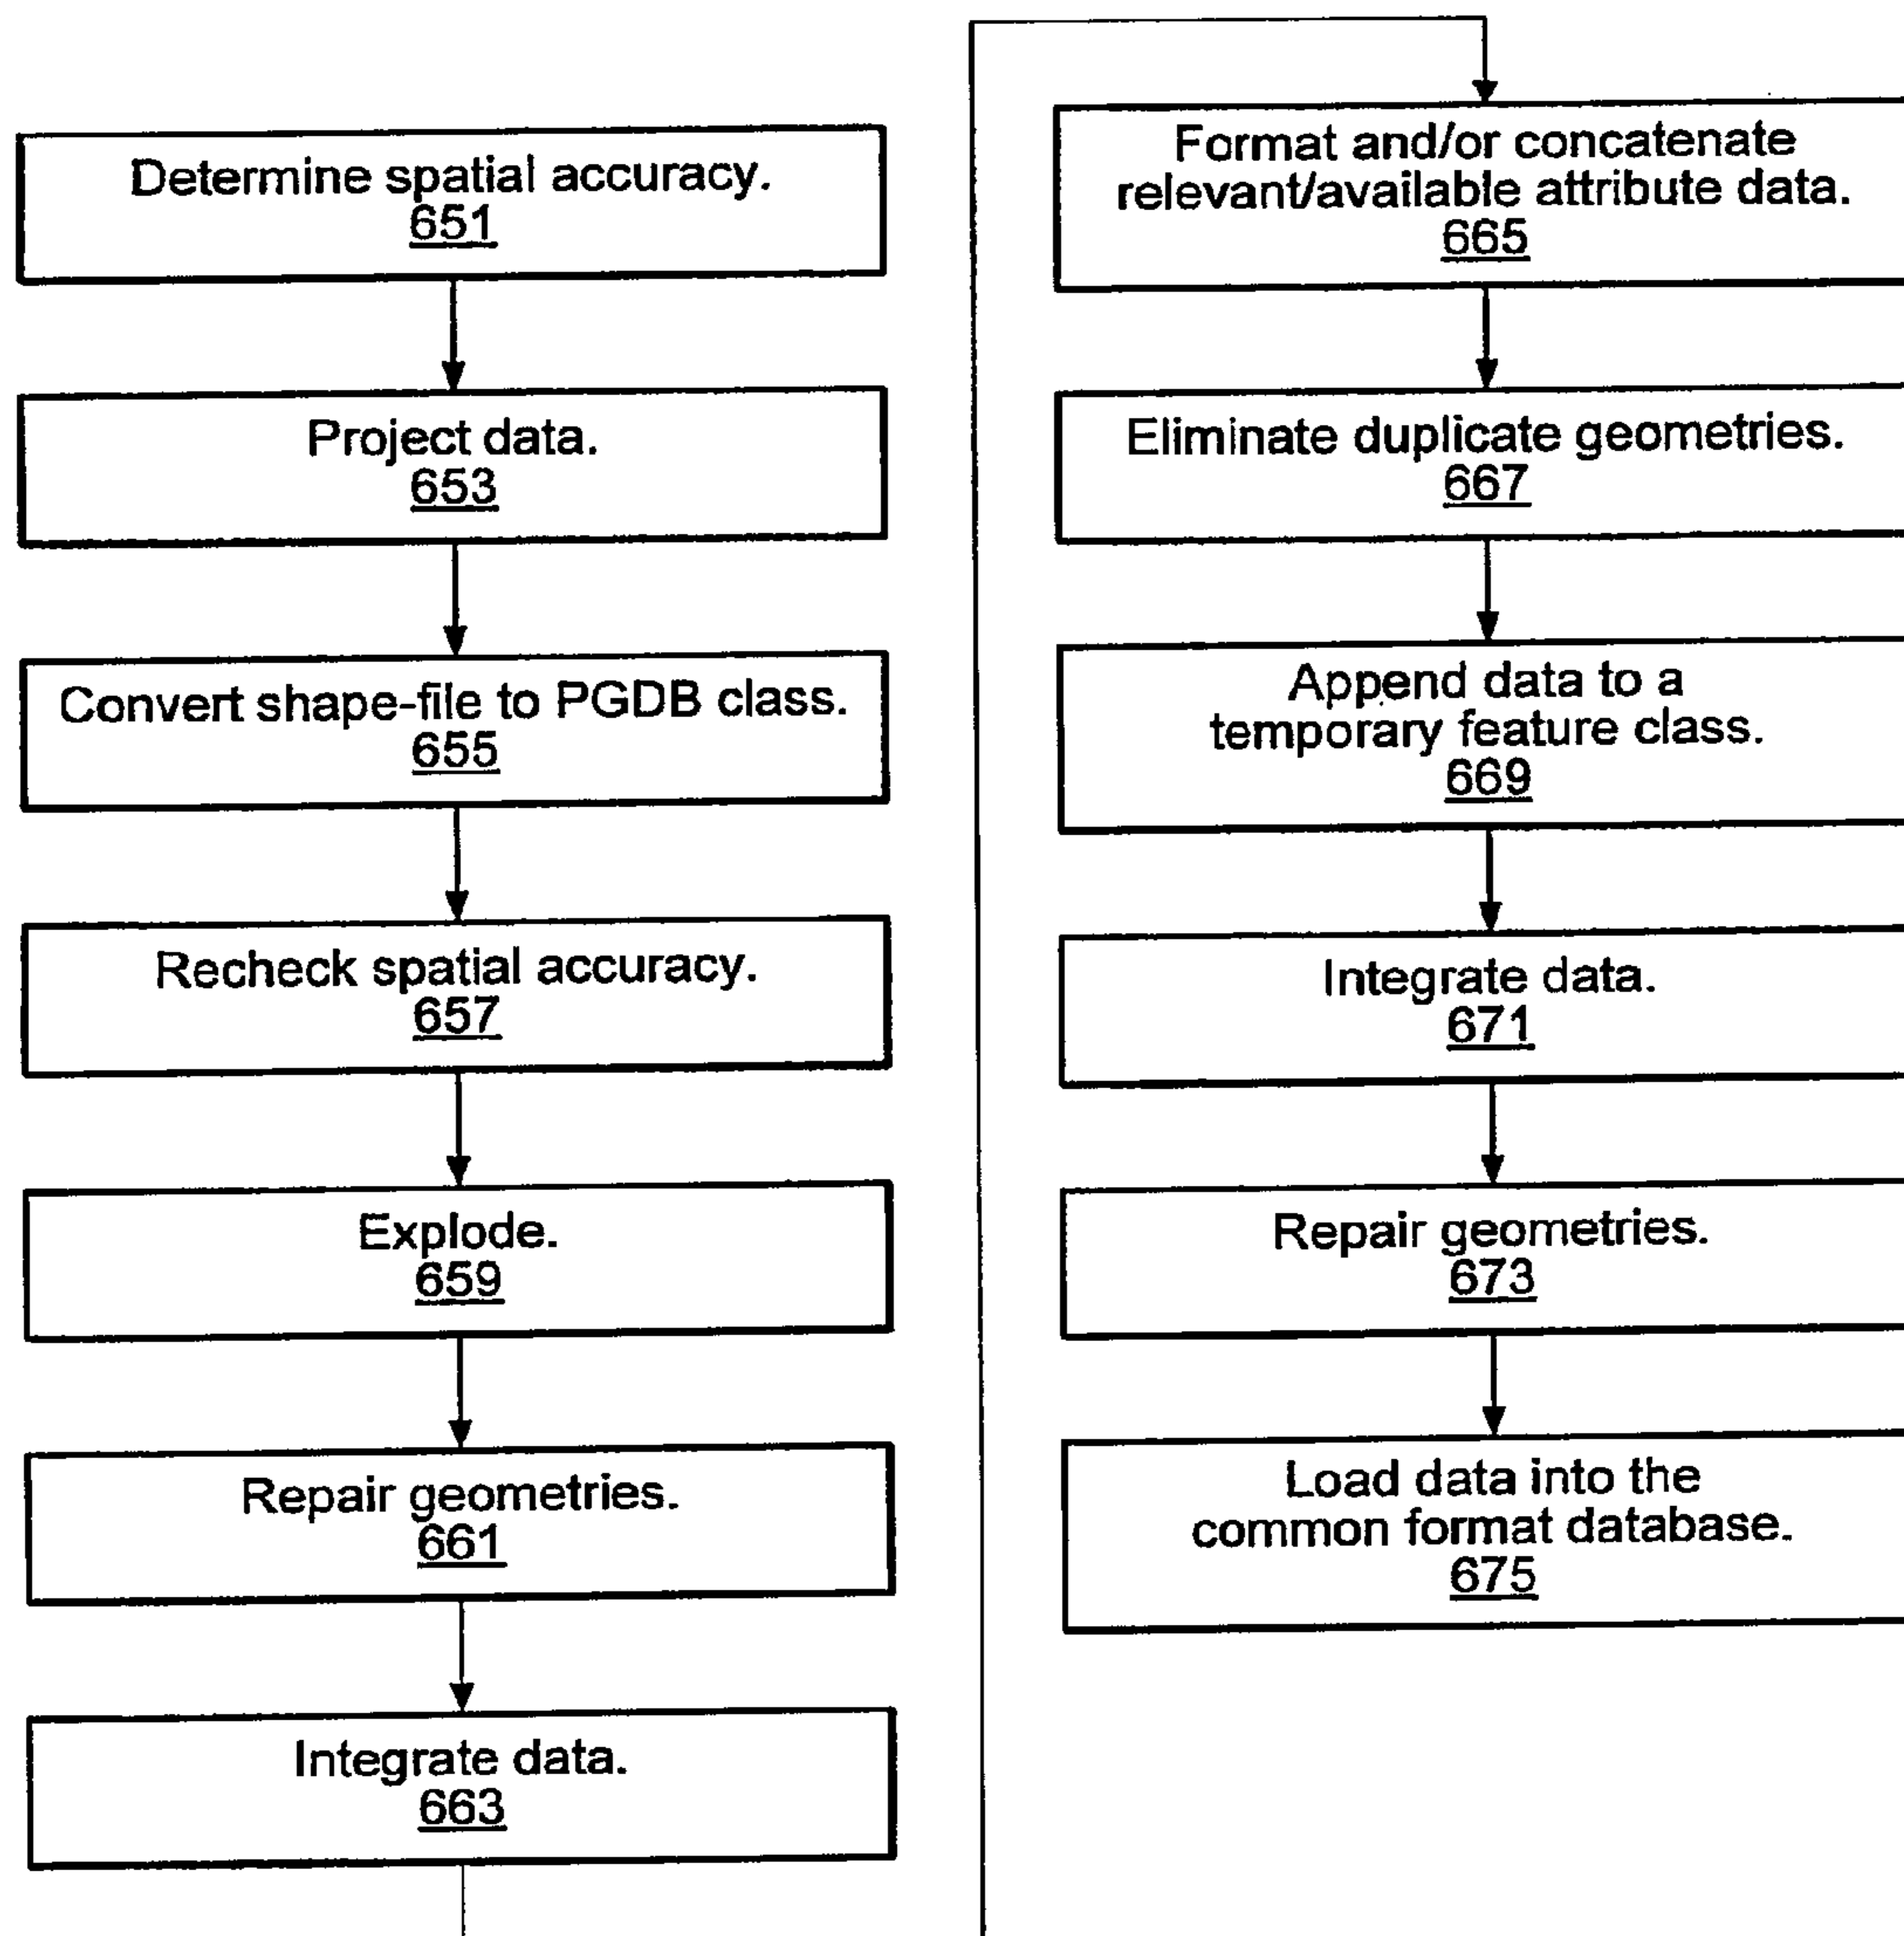 Determine spatial accuracy.
651
Project data.
653
Convert shape-file to PGDB class.
655
Recheck spatial accuracy.
657
Explode.
659
Repair geometries.
661
Integrate data.
663
Format and/or concatenate
relevant/available attribute data.
665
Eliminate duplicate geometries.
667
Append data to a
temporary feature class.
669
Integrate data.
671
Repair geometries.
673
Load data into the
common format database.
675